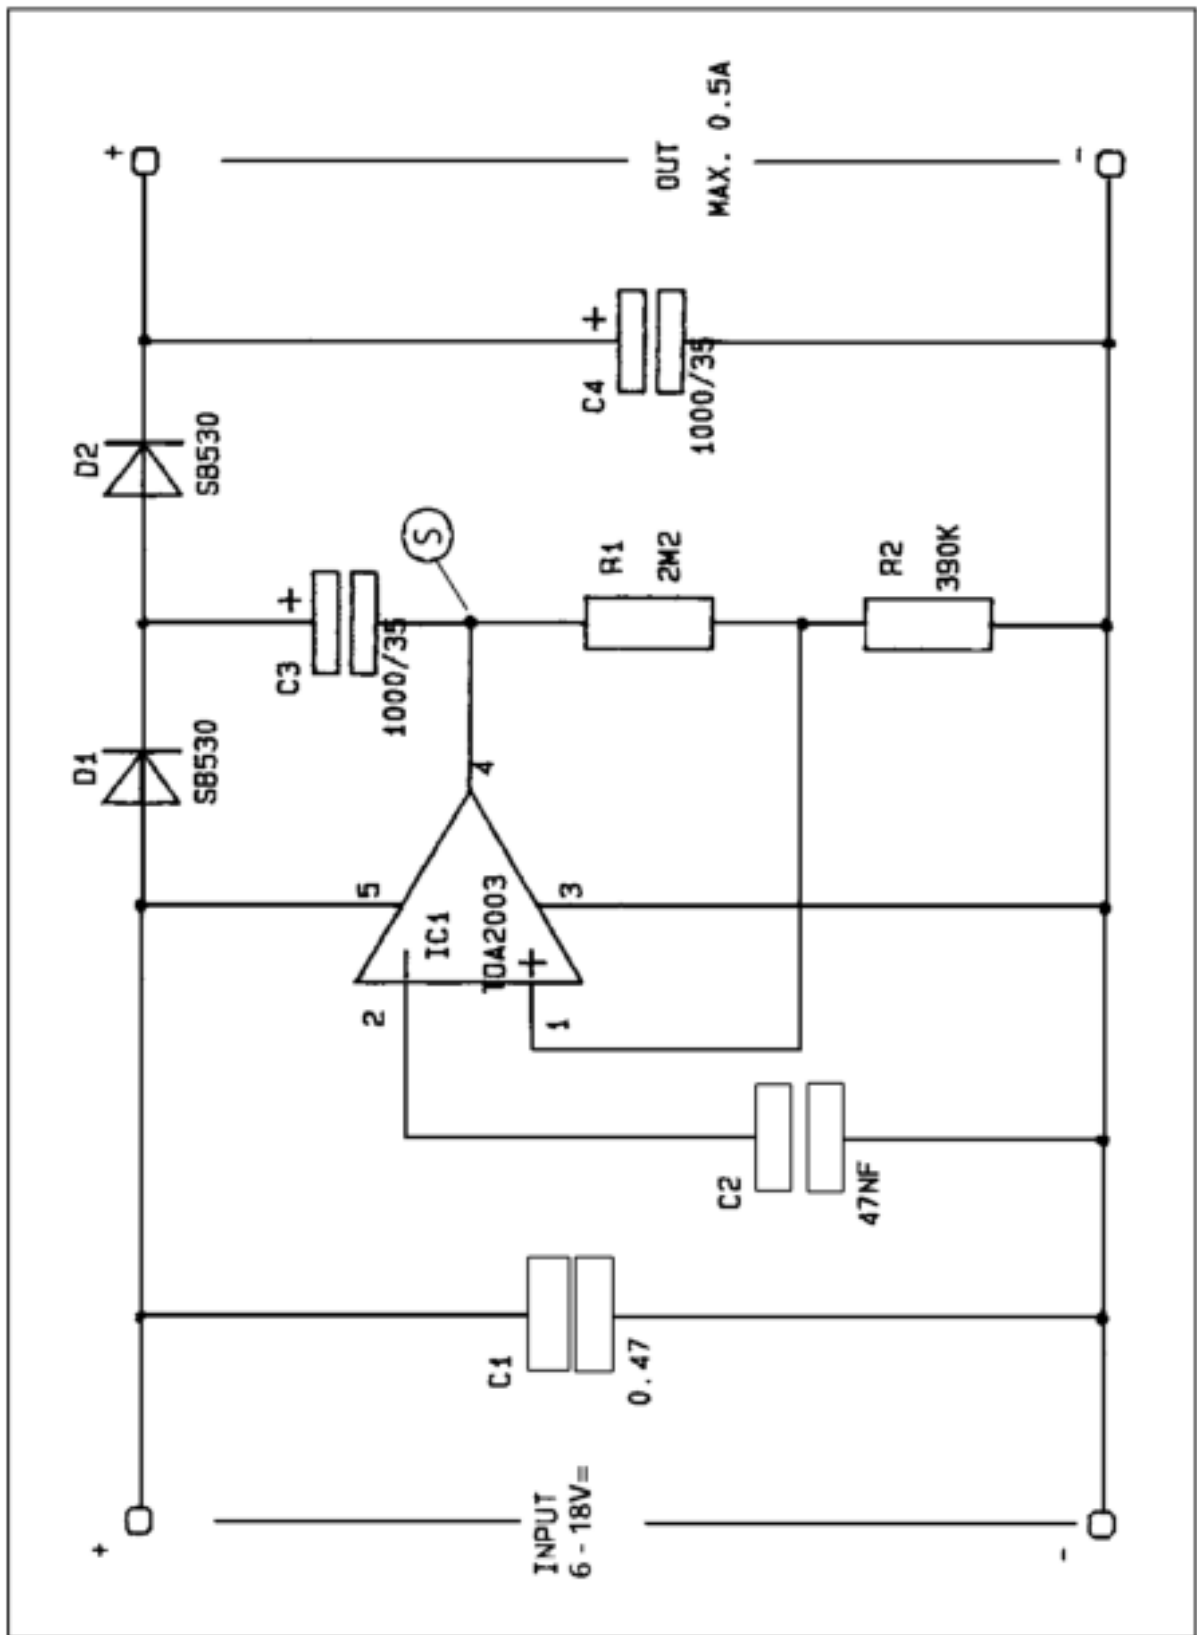 +
INPUT
6-18V=
-
C1
0.47
C2
47NF
2
1
IC1
TDA2003
-
+
5
3
4
D1
SB530
C3
+
1000/35
S
R1
2M2
R2
390K
D2
SB530
C4
+
1000/35
+
OUT
MAX. 0.5A
-